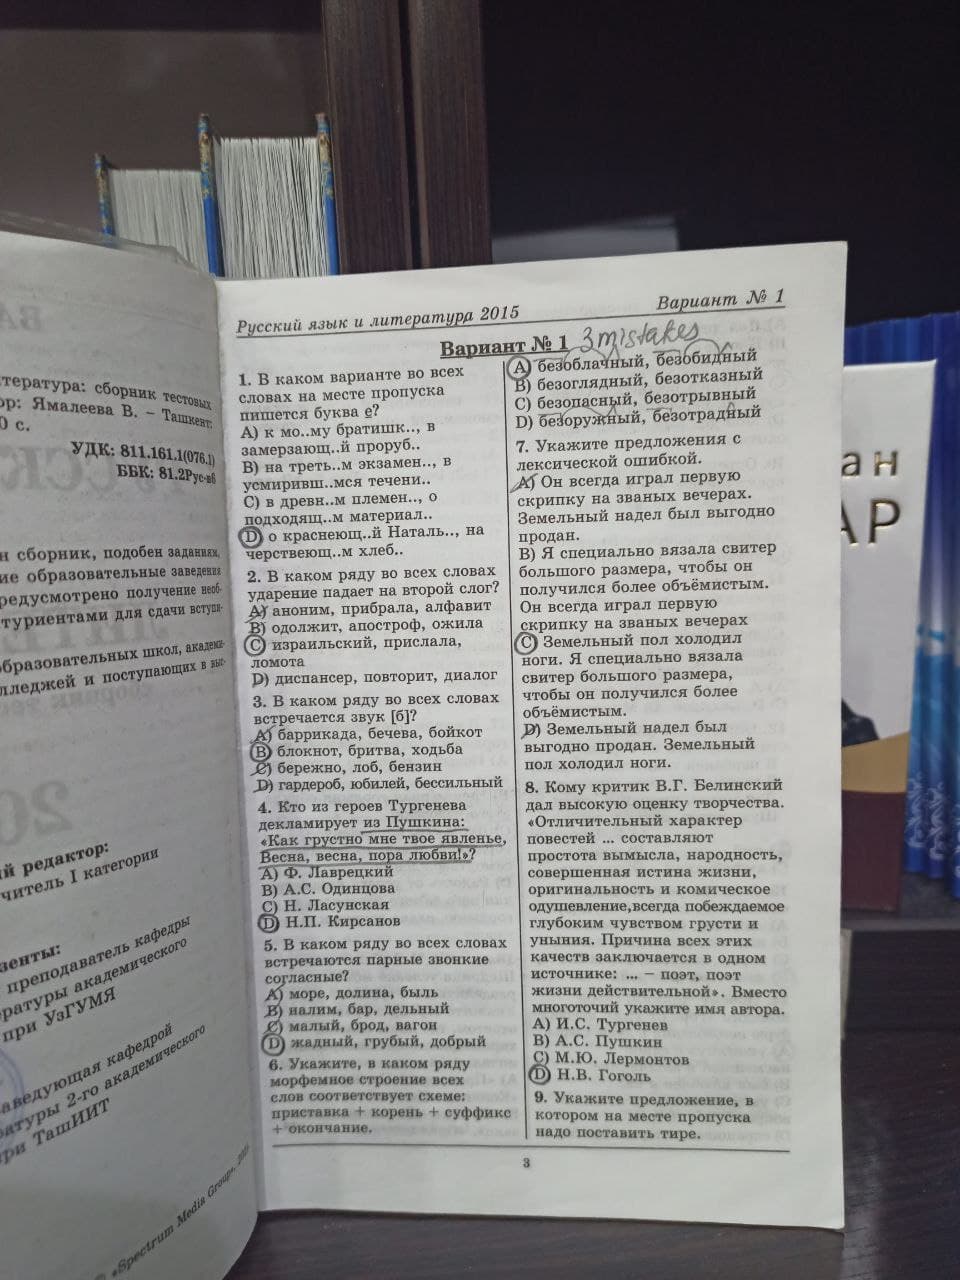 тература: сборник тестовых
ор: Ямалеева В. – Ташкент:
0 с.
УДК: 811.161.1(076.1)
ББК: 81.2Рус-я6
н сборник, подобен заданиям,
ие образовательные заведения
редусмотрено получение необ-
турентами для сдачи вступи-
образовательных школ, академи-
лледжей и поступающих в выс-
ий редактор:
читель I категории
зенты:
преподаватель кафедры
ературы академического
при УзГУМЯ
аведующая кафедрой
ратуры 2-го академического
при ТашИИТ
© «Spectrum Media Group»,
Русский язык и литература 2015
Вариант № 1
Вариант № 1 3 mistakes
1. В каком варианте во всех
словах на месте пропуска
пишется буква е?
A) к мо..му братишк.., в
замерзающ..й проруб..
B) на треть..м экзамен.., в
усмиривш..мся течени..
C) в древн..м племен.., о
подходящ..м материал..
D) о краснеющ..й Наталь.., на
черствеющ..м хлеб..
2. В каком ряду во всех словах
ударение падает на второй слог?
A) аноним, прибрала, алфавит
B) одолжит, апостроф, ожила
C) израильский, прислала,
ломота
D) диспансер, повторит, диалог
3. В каком ряду во всех словах
встречается звук [б]?
A) баррикада, бечева, бойкот
B) блокнот, бритва, ходьба
C) бережно, лоб, бензин
D) гардероб, юбилей, бессильный
4. Кто из героев Тургенева
декламирует из Пушкина:
«Как грустно мне твое явленье,
Весна, весна, пора любви!»?
A) Ф. Лаврецкий
B) А.С. Одинцова
C) Н. Ласунская
D) Н.П. Кирсанов
5. В каком ряду во всех словах
встречаются парные звонкие
согласные?
A) море, долина, быль
B) налим, бар, дельный
C) малый, брод, вагон
D) жадный, грубый, добрый
6. Укажите, в каком ряду
морфемное строение всех
слов соответствует схеме:
приставка + корень + суффикс
+ окончание.
A) безоблачный, безобидный
B) безоглядный, безотказный
C) безопасный, безотрывный
D) безоружный, безотрадный
7. Укажите предложения с
лексической ошибкой.
A) Он всегда играл первую
скрипку на званых вечерах.
Земельный надел был выгодно
продан.
B) Я специально вязала свитер
большого размера, чтобы он
получился более объёмистым.
Он всегда играл первую
скрипку на званых вечерах
C) Земельный пол холодил
ноги. Я специально вязала
свитер большого размера,
чтобы он получился более
объёмистым.
D) Земельный надел был
выгодно продан. Земельный
пол холодил ноги.
8. Кому критик В.Г. Белинский
дал высокую оценку творчества.
«Отличительный характер
повестей ... составляют
простота вымысла, народность,
совершенная истина жизни,
оригинальность и комическое
одушевление,всегда побеждаемое
глубоким чувством грусти и
уныния. Причина всех этих
качеств заключается в одном
источнике: ... – поэт, поэт
жизни действительной». Вместо
многоточий укажите имя автора.
A) И.С. Тургенев
B) А.С. Пушкин
C) М.Ю. Лермонтов
D) Н.В. Гоголь
9. Укажите предложение, в
котором на месте пропуска
надо поставить тире.
3
ан
АР